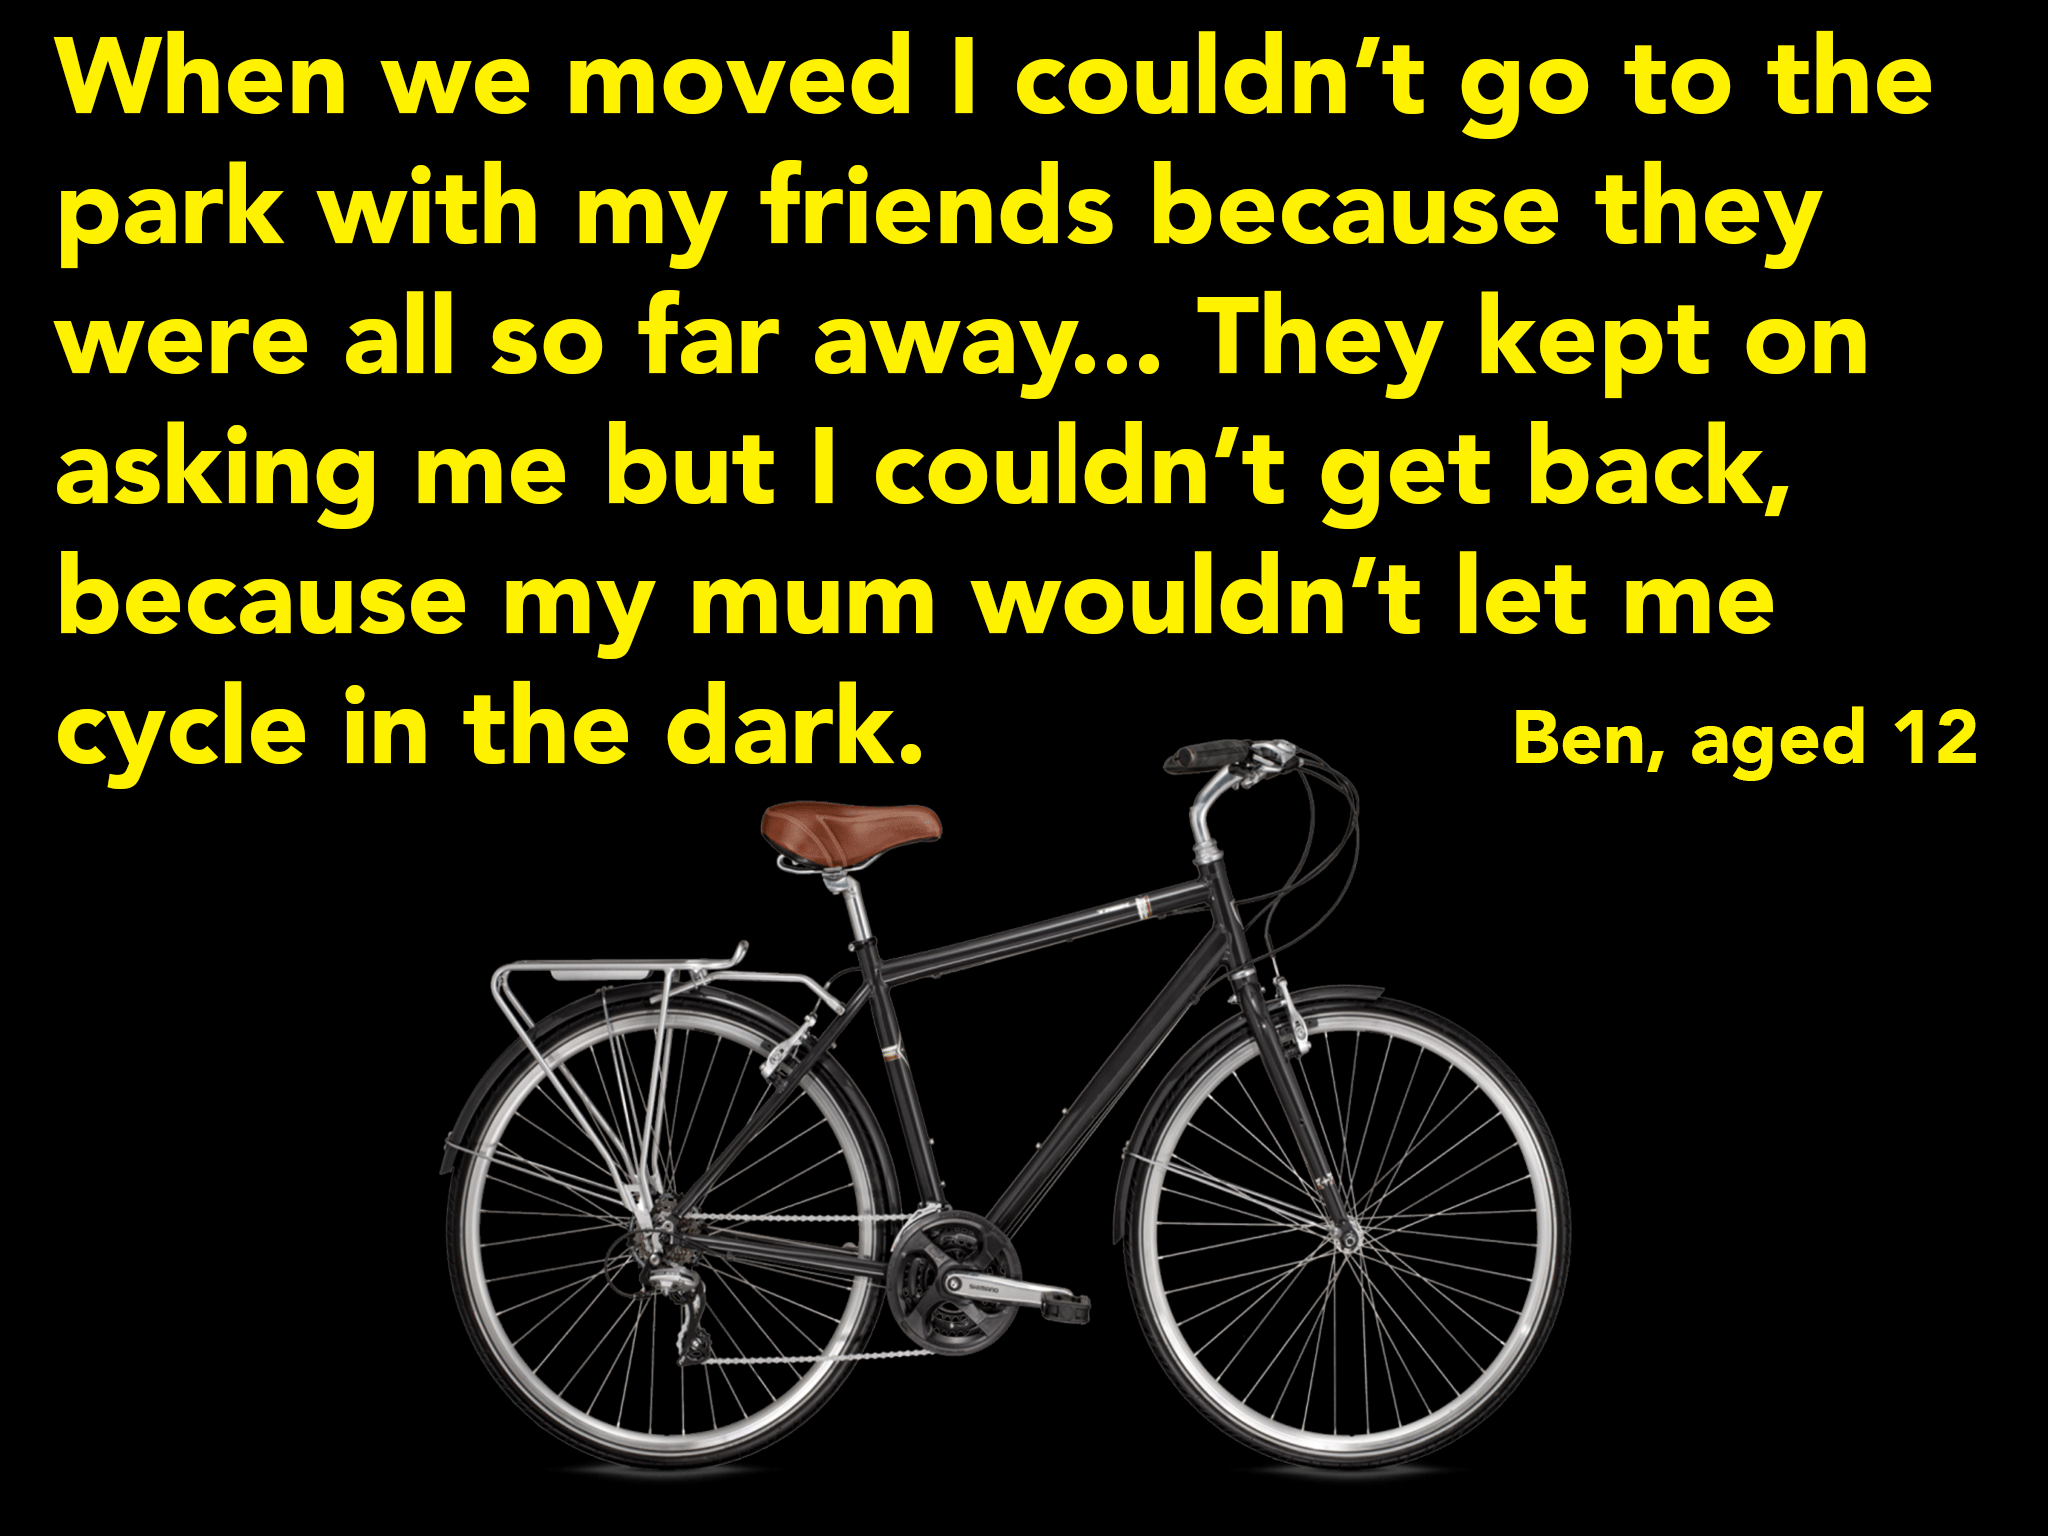 When we moved I couldn’t go to the
park with my friends because they
were all so far away... They kept on
asking me but I couldn’t get back,
because my mum wouldn’t let me
cycle in the dark.
Ben, aged 12
SHIMANO